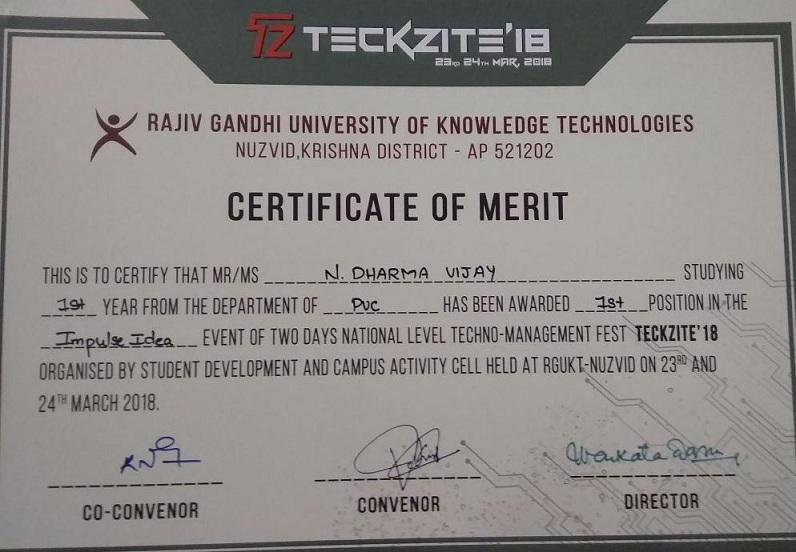 TZ TECKZITE'18
23RD 24TH MAR, 2018
RAJIV GANDHI UNIVERSITY OF KNOWLEDGE TECHNOLOGIES
NUZVID,KRISHNA DISTRICT - AP 521202
CERTIFICATE OF MERIT
THIS IS TO CERTIFY THAT MR/MS N. DHARMA VIJAY STUDYING
1st YEAR FROM THE DEPARTMENT OF PUC HAS BEEN AWARDED 1st POSITION IN THE
Impulse Idea EVENT OF TWO DAYS NATIONAL LEVEL TECHNO-MANAGEMENT FEST TECKZITE'18
ORGANISED BY STUDENT DEVELOPMENT AND CAMPUS ACTIVITY CELL HELD AT RGUKT-NUZVID ON 23RD AND
24TH MARCH 2018.
CO-CONVENOR
CONVENOR
DIRECTOR